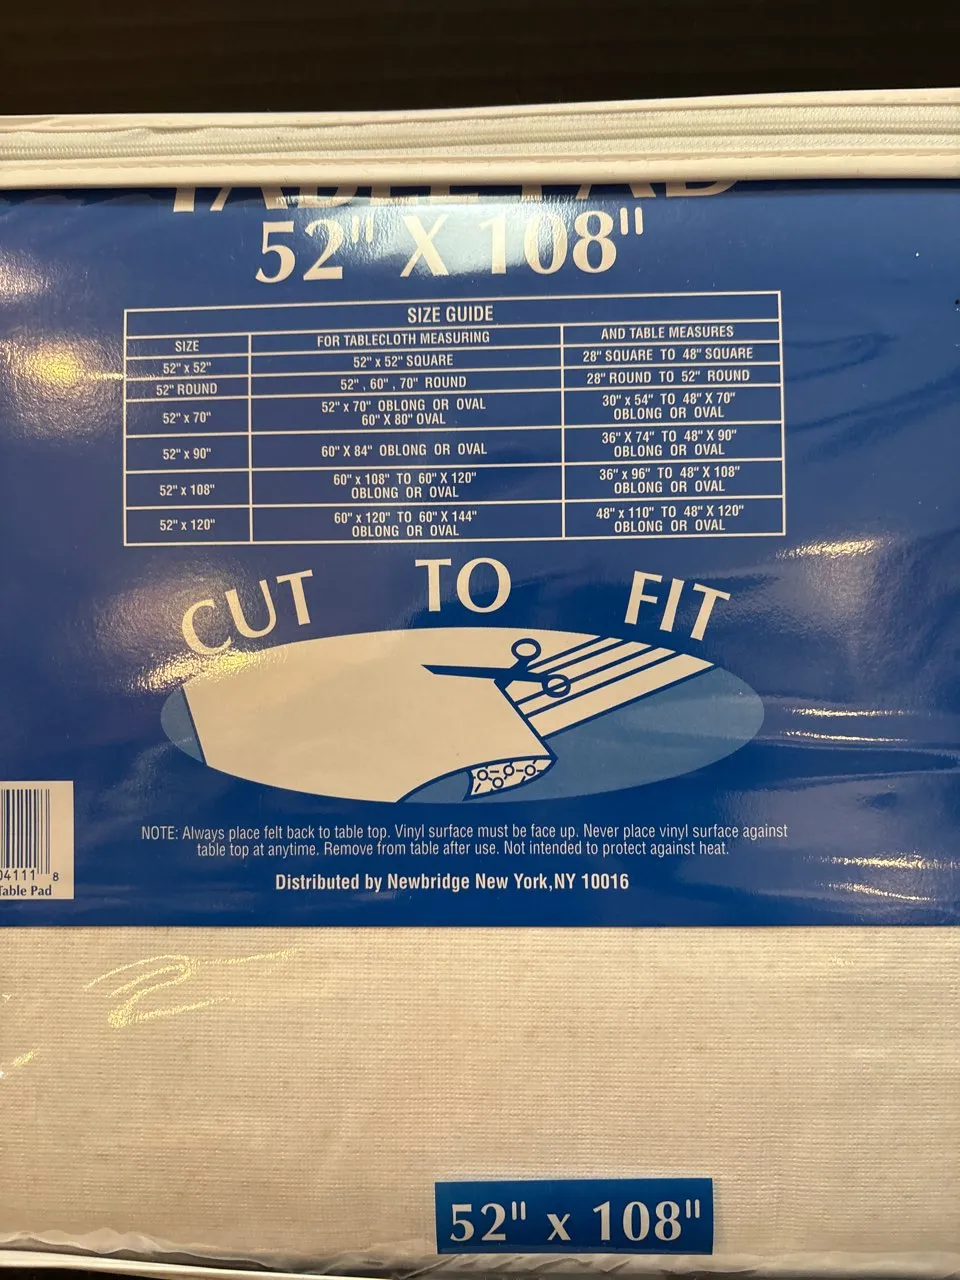 TABLE PAD
52" X 108"
SIZE GUIDE
SIZE FOR TABLECLOTH MEASURING AND TABLE MEASURES
52" x 52" 52" x 52" SQUARE 28" SQUARE TO 48" SQUARE
52" ROUND 52" , 60" , 70" ROUND 28" ROUND TO 52" ROUND
52" x 70" 52" x 70" OBLONG OR OVAL 30" x 54" TO 48" X 70"
60" X 80" OVAL OBLONG OR OVAL
52" x 90" 60" X 84" OBLONG OR OVAL 36" X 74" TO 48" X 90"
OBLONG OR OVAL
52" x 108" 60" x 108" TO 60" X 120" 36" x 96" TO 48" X 108"
OBLONG OR OVAL OBLONG OR OVAL
52" x 120" 60" x 120" TO 60" X 144" 48" x 110" TO 48" X 120"
OBLONG OR OVAL OBLONG OR OVAL
CUT TO FIT
NOTE: Always place felt back to table top. Vinyl surface must be face up. Never place vinyl surface against
table top at anytime. Remove from table after use. Not intended to protect against heat.
Distributed by Newbridge New York,NY 10016
04111 8
Table Pad
52" x 108"